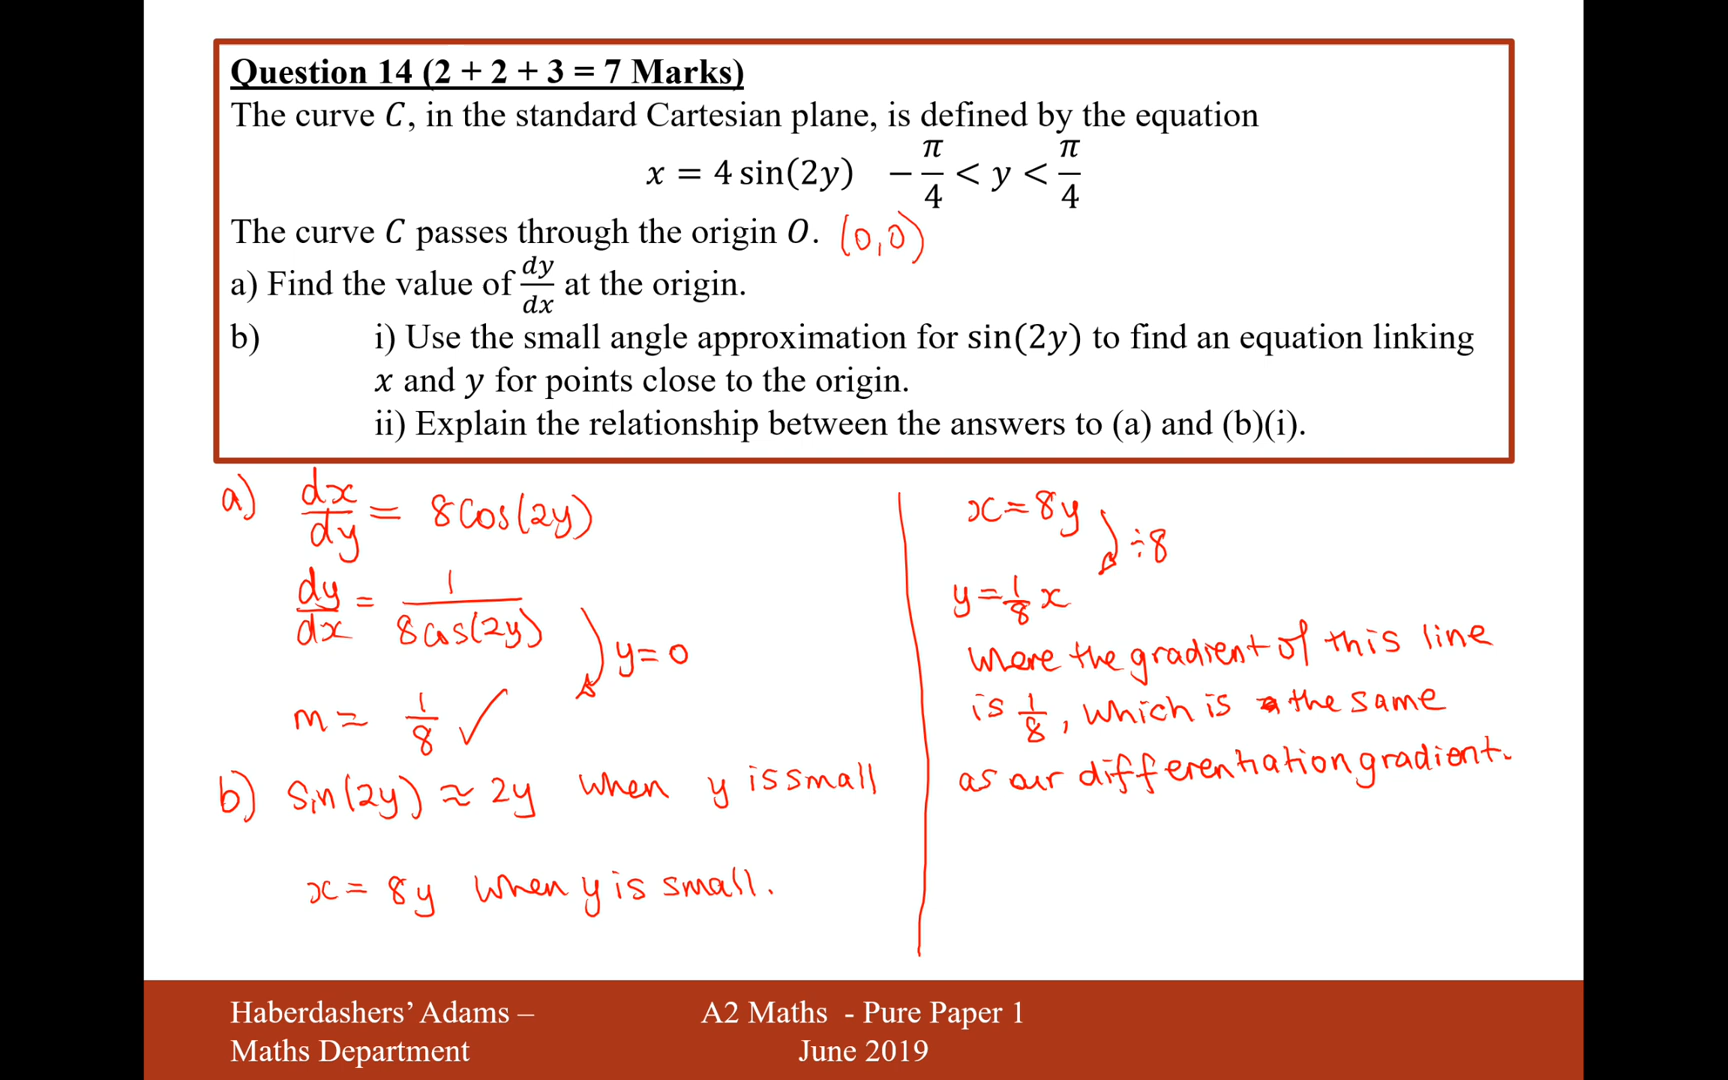 Question 14 (2 + 2 + 3 = 7 Marks)
The curve C, in the standard Cartesian plane, is defined by the equation
x = 4 sin(2y)   −π/4 < y < π/4
The curve C passes through the origin O. (0,0)
a) Find the value of dy/dx at the origin.
b) i) Use the small angle approximation for sin(2y) to find an equation linking
x and y for points close to the origin.
ii) Explain the relationship between the answers to (a) and (b)(i).
a) dx/dy = 8cos(2y)
dy/dx = 1/8cos(2y)
y=0
m = 1/8 ✓
b) sin(2y) ≈ 2y when y is small
x = 8y when y is small.
x = 8y
÷8
y = 1/8 x
where the gradient of this line
is 1/8, which is the same
as our differentiation gradient.
Haberdashers' Adams –
Maths Department
A2 Maths - Pure Paper 1
June 2019